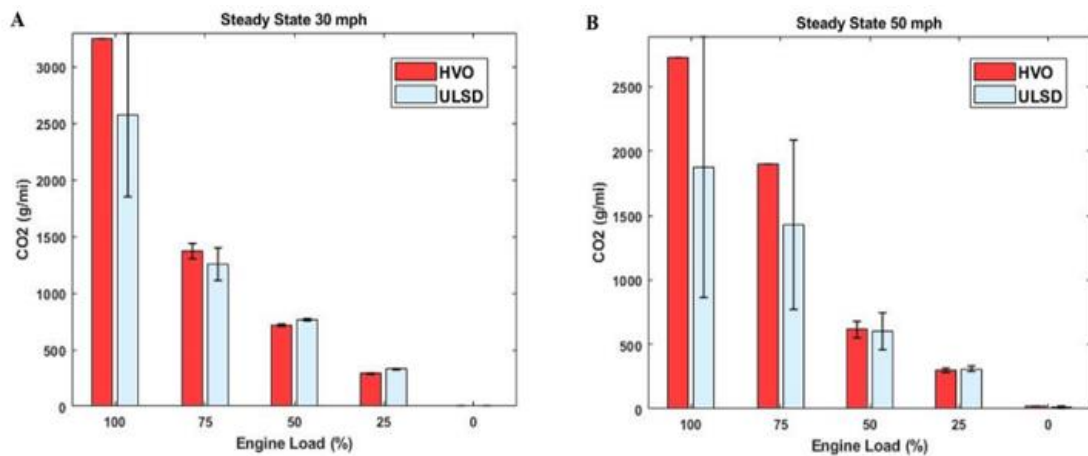 A
Steady State 30 mph
3000
2500
2000
1500
1000
500
0
CO2 (g/mi)
HVO
ULSD
100 75 50 25 0
Engine Load (%)
B
Steady State 50 mph
2500
2000
1500
1000
500
0
CO2 (g/mi)
HVO
ULSD
100 75 50 25 0
Engine Load (%)